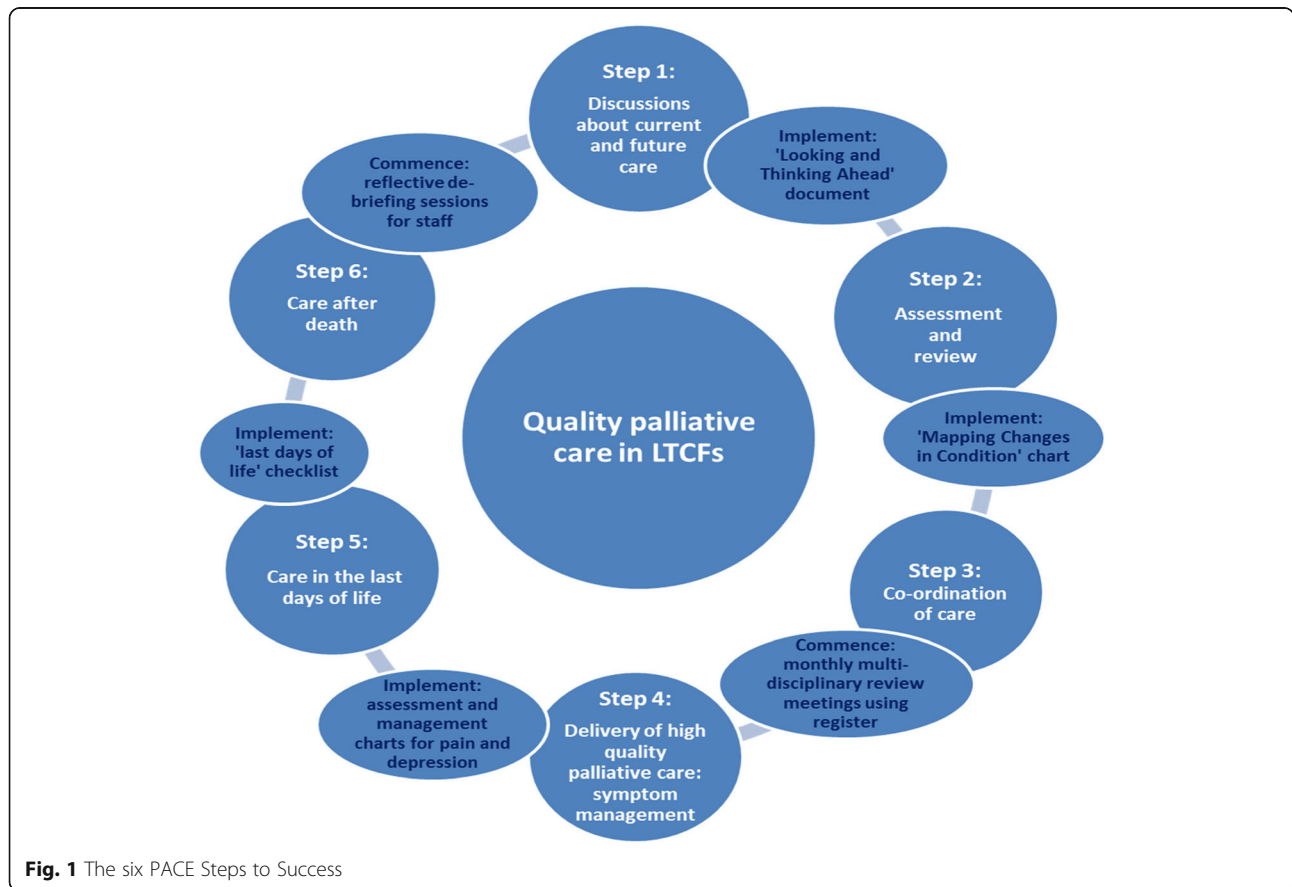 Step 1:
Discussions
about current
and future
care
Implement:
'Looking and
Thinking Ahead'
document
Step 2:
Assessment
and
review
Implement:
'Mapping Changes
in Condition' chart
Step 3:
Co-ordination
of care
Commence:
monthly multi-
disciplinary review
meetings using
register
Step 4:
Delivery of high
quality
palliative care:
symptom
management
Implement:
assessment and
management
charts for pain and
depression
Step 5:
Care in the last
days of life
Implement:
'last days of
life' checklist
Step 6:
Care after
death
Commence:
reflective de-
briefing sessions
for staff
Quality palliative
care in LTCFs
Fig. 1 The six PACE Steps to Success